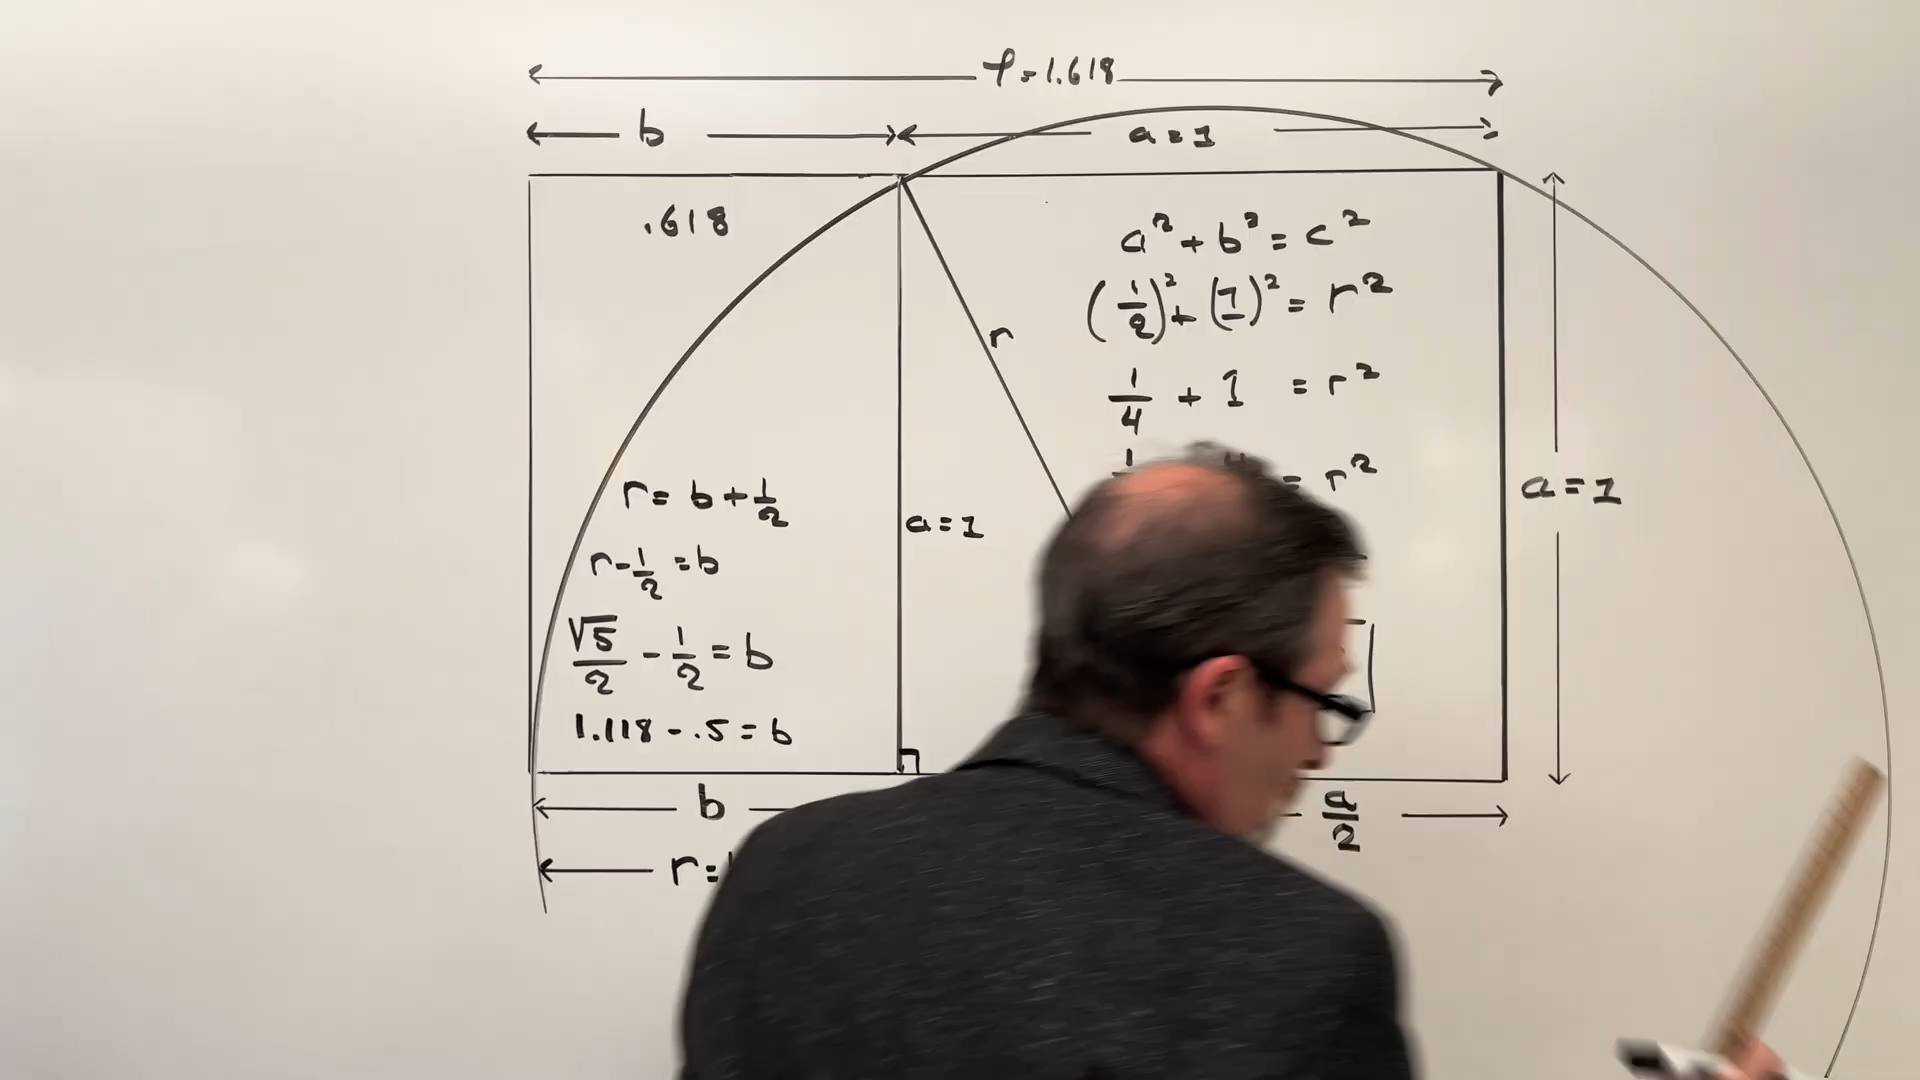 φ = 1.618
b
a = 1
.618
a² + b² = c²
(1/2)² + (1)² = r²
1/4 + 1 = r²
= r²
r
r = b + 1/2
r - 1/2 = b
√5/2 - 1/2 = b
1.118 - .5 = b
a = 1
a = 1
b
a/2
r =